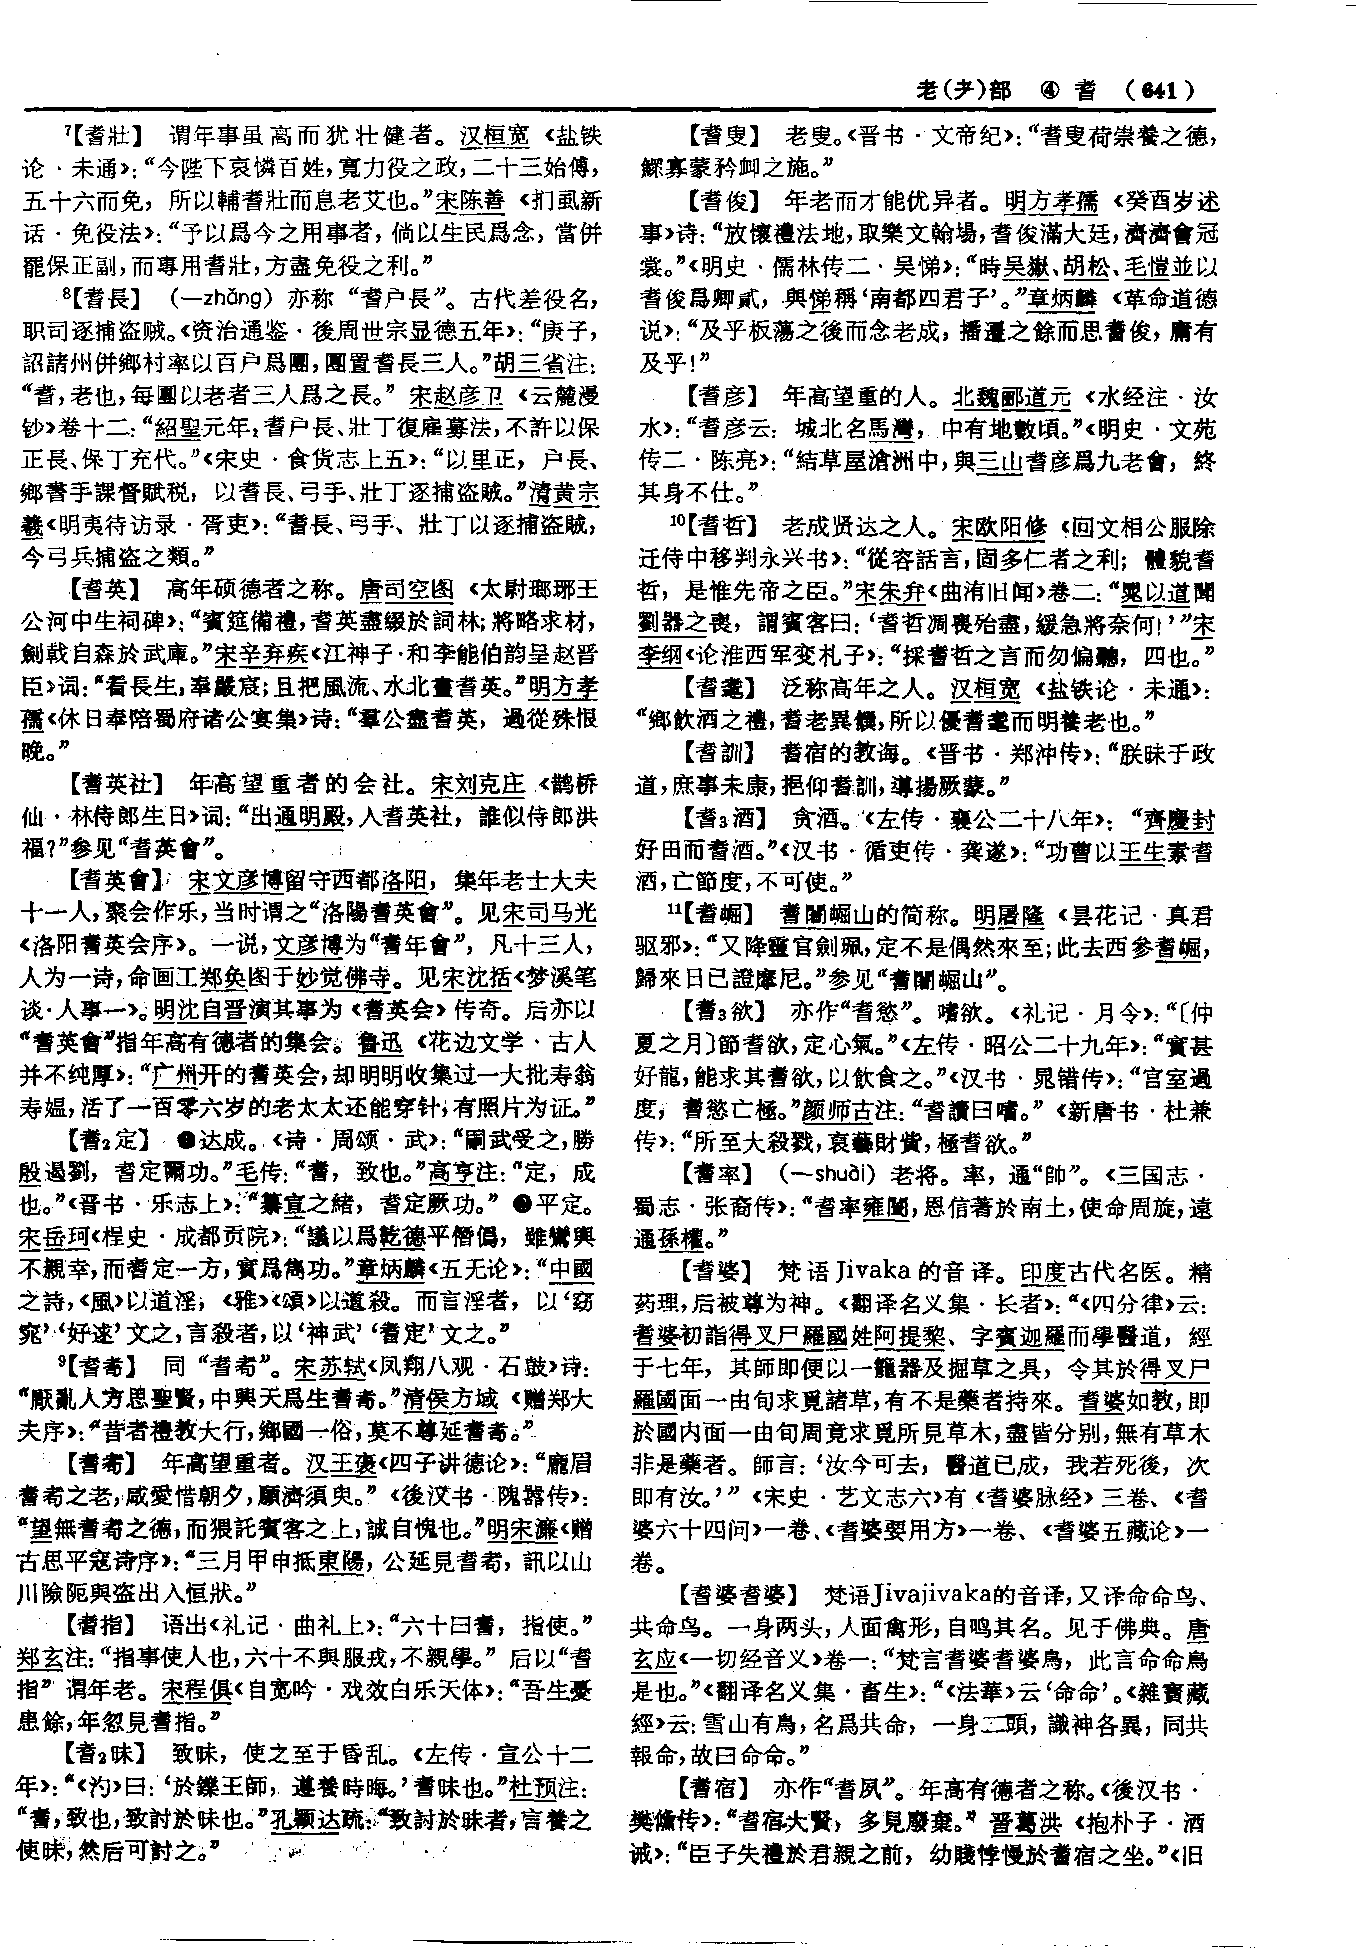 老(耂)部 ④ 耆 (641)
⁷【耆壯】 谓年事虽高而犹壮健者。汉桓宽《盐铁
论·未通》：“今陛下哀憐百姓，寬力役之政，二十三始傅，
五十六而免，所以輔耆壯而息老艾也。”宋陈善《扪虱新
话·免役法》：“予以爲今之用事者，倘以生民爲念，當併
罷保正副，而專用耆壯，方盡免役之利。”
⁸【耆長】 （—zhǎng）亦称“耆户長”。古代差役名，
职司逐捕盗贼。《资治通鉴·後周世宗显德五年》：“庚子，
詔諸州併鄉村率以百户爲團，團置耆長三人。”胡三省注：
“耆，老也，每團以老者三人爲之長。”宋赵彦卫《云麓漫
钞》卷十二：“紹聖元年，耆户長、壯丁復雇募法，不許以保
正長、保丁充代。”《宋史·食货志上五》：“以里正，户長、
鄉書手課督賦税，以耆長、弓手、壯丁逐捕盜賊。”清黄宗
羲《明夷待访录·胥吏》：“耆長、弓手、壯丁以逐捕盗賊，
今弓兵捕盗之類。”
【耆英】 高年硕德者之称。唐司空图《太尉瑯琊王
公河中生祠碑》：“賓筵備禮，耆英盡綴於詞林；將略求材，
劍戟自森於武庫。”宋辛弃疾《江神子·和李能伯韵呈赵晋
臣》词：“看長生，奉嚴宸；且把風流、水北畫耆英。”明方孝
孺《休日奉陪蜀府诸公宴集》诗：“羣公盡耆英，過從殊恨
晚。”
【耆英社】 年高望重者的会社。宋刘克庄《鹊桥
仙·林侍郎生日》词：“出通明殿，人耆英社，誰似侍郎洪
福？”参见“耆英會”。
【耆英會】 宋文彦博留守西都洛阳，集年老士大夫
十一人，聚会作乐，当时谓之“洛陽耆英會”。见宋司马光
《洛阳耆英会序》。一说，文彦博为“耆年會”，凡十三人，
人为一诗，命画工郑奂图于妙觉佛寺。见宋沈括《梦溪笔
谈·人事一》。明沈自晋演其事为《耆英会》传奇。后亦以
“耆英會”指年高有德者的集会。鲁迅《花边文学·古人
并不纯厚》：“广州开的耆英会，却明明收集过一大批寿翁
寿媪，活了一百零六岁的老太太还能穿针，有照片为证。”
【耆₂定】 ❶达成。《诗·周颂·武》：“嗣武受之，勝
殷遏劉，耆定爾功。”毛传：“耆，致也。”高亨注：“定，成
也。”《晋书·乐志上》：“纂宣之緒，耆定厥功。” ❷平定。
宋岳珂《桯史·成都贡院》：“議以爲乾德平僭僞，雖鸞輿
不親幸，而耆定一方，實爲雋功。”章炳麟《五无论》：“中國
之詩，《風》以道淫，《雅》《頌》以道殺。而言淫者，以‘窈
窕’‘好逑’文之，言殺者，以‘神武’‘耆定’文之。”
⁹【耆耇】 同“耆耉”。宋苏轼《凤翔八观·石鼓》诗：
“厭亂人方思聖賢，中興天爲生耆耇。”清侯方域《赠郑大
夫序》：“昔者禮教大行，鄉國一俗，莫不尊延耆耇。”
【耆耉】 年高望重者。汉王褒《四子讲德论》：“厖眉
耆耉之老，咸愛惜朝夕，願濟須臾。”《後汉书·隗嚣传》：
“望無耆耉之德，而猥託賓客之上，誠自愧也。”明宋濂《赠
古思平寇诗序》：“三月甲申抵東陽，公延見耆耉，訊以山
川險阨與盗出入恒狀。”
【耆指】 语出《礼记·曲礼上》：“六十曰耆，指使。”
郑玄注：“指事使人也，六十不與服戎，不親學。”后以“耆
指”谓年老。宋程俱《自宽吟·戏效白乐天体》：“吾生憂
患餘，年忽見耆指。”
【耆₂昧】 致昧，使之至于昏乱。《左传·宣公十二
年》：“《汋》曰：‘於鑠王師，遵養時晦。’耆昧也。”杜预注：
“耆，致也，致討於昧也。”孔颖达疏：“致討於昧者，言養之
使昧，然后可討之。”
【耆叟】 老叟。《晋书·文帝纪》：“耆叟荷崇養之德，
鰥寡蒙矜卹之施。”
【耆俊】 年老而才能优异者。明方孝孺《癸酉岁述
事》诗：“放懷禮法地，取樂文翰場，耆俊滿大廷，濟濟會冠
裳。”《明史·儒林传二·吴悌》：“時吴嶽、胡松、毛愷並以
耆俊爲卿貳，與悌稱‘南都四君子’。”章炳麟《革命道德
说》：“及乎板蕩之後而念老成，播遷之餘而思耆俊，庸有
及乎！”
【耆彦】 年高望重的人。北魏郦道元《水经注·汝
水》：“耆彦云：城北名馬灣，中有地數頃。”《明史·文苑
传二·陈亮》：“結草屋滄洲中，與三山耆彦爲九老會，終
其身不仕。”
¹⁰【耆哲】 老成贤达之人。宋欧阳修《回文相公服除
迁侍中移判永兴书》：“從容話言，固多仁者之利；體貌耆
哲，是惟先帝之臣。”宋朱弁《曲洧旧闻》卷二：“晁以道聞
劉器之喪，謂賓客曰：‘耆哲凋喪殆盡，緩急將奈何！’”宋
李纲《论淮西军变札子》：“採耆哲之言而勿偏聽，四也。”
【耆耄】 泛称高年之人。汉桓宽《盐铁论·未通》：
“鄉飲酒之禮，耆老異饌，所以優耆耄而明養老也。”
【耆訓】 耆宿的教诲。《晋书·郑沖传》：“朕昧于政
道，庶事未康，挹仰耆訓，導揚厥蒙。”
【耆₃酒】 贪酒。《左传·襄公二十八年》：“齊慶封
好田而耆酒。”《汉书·循吏传·龚遂》：“功曹以王生素耆
酒，亡節度，不可使。”
¹¹【耆崛】 耆闍崛山的简称。明屠隆《昙花记·真君
驱邪》：“又降靈官劍珮，定不是偶然來至；此去西參耆崛，
歸來日已證摩尼。”参见“耆闍崛山”。
【耆₃欲】 亦作“耆慾”。嗜欲。《礼记·月令》：“〔仲
夏之月〕節耆欲，定心氣。”《左传·昭公二十九年》：“實甚
好龍，能求其耆欲，以飲食之。”《汉书·晁错传》：“宫室過
度，耆慾亡極。”颜师古注：“耆讀曰嗜。”《新唐书·杜兼
传》：“所至大殺戮，裒蓺財貲，極耆欲。”
【耆率】 （—shuài）老将。率，通“帥”。《三国志·
蜀志·张裔传》：“耆率雍闓，恩信著於南土，使命周旋，遠
通孫權。”
【耆婆】 梵语Jivaka的音译。印度古代名医。精
药理，后被尊为神。《翻译名义集·长者》：“《四分律》云：
耆婆初詣得叉尸羅國姓阿提黎、字賓迦羅而學醫道，經
于七年，其師即便以一籠器及掘草之具，令其於得叉尸
羅國面一由旬求覓諸草，有不是藥者持來。耆婆如教，即
於國内面一由旬周竟求覓所見草木，盡皆分别，無有草木
非是藥者。師言：‘汝今可去，醫道已成，我若死後，次
即有汝。’”《宋史·艺文志六》有《耆婆脉经》三卷、《耆
婆六十四问》一卷、《耆婆要用方》一卷、《耆婆五藏论》一
卷。
【耆婆耆婆】 梵语Jivajivaka的音译，又译命命鸟、
共命鸟。一身两头，人面禽形，自鸣其名。见于佛典。唐
玄应《一切经音义》卷一：“梵言耆婆耆婆鳥，此言命命鳥
是也。”《翻译名义集·畜生》：“《法華》云‘命命’。《雜寶藏
經》云：雪山有鳥，名爲共命，一身二頭，識神各異，同共
報命，故曰命命。”
【耆宿】 亦作“耆夙”。年高有德者之称。《後汉书·
樊儵传》：“耆宿大賢，多見廢棄。”晋葛洪《抱朴子·酒
诫》：“臣子失禮於君親之前，幼賤悖慢於耆宿之坐。”《旧